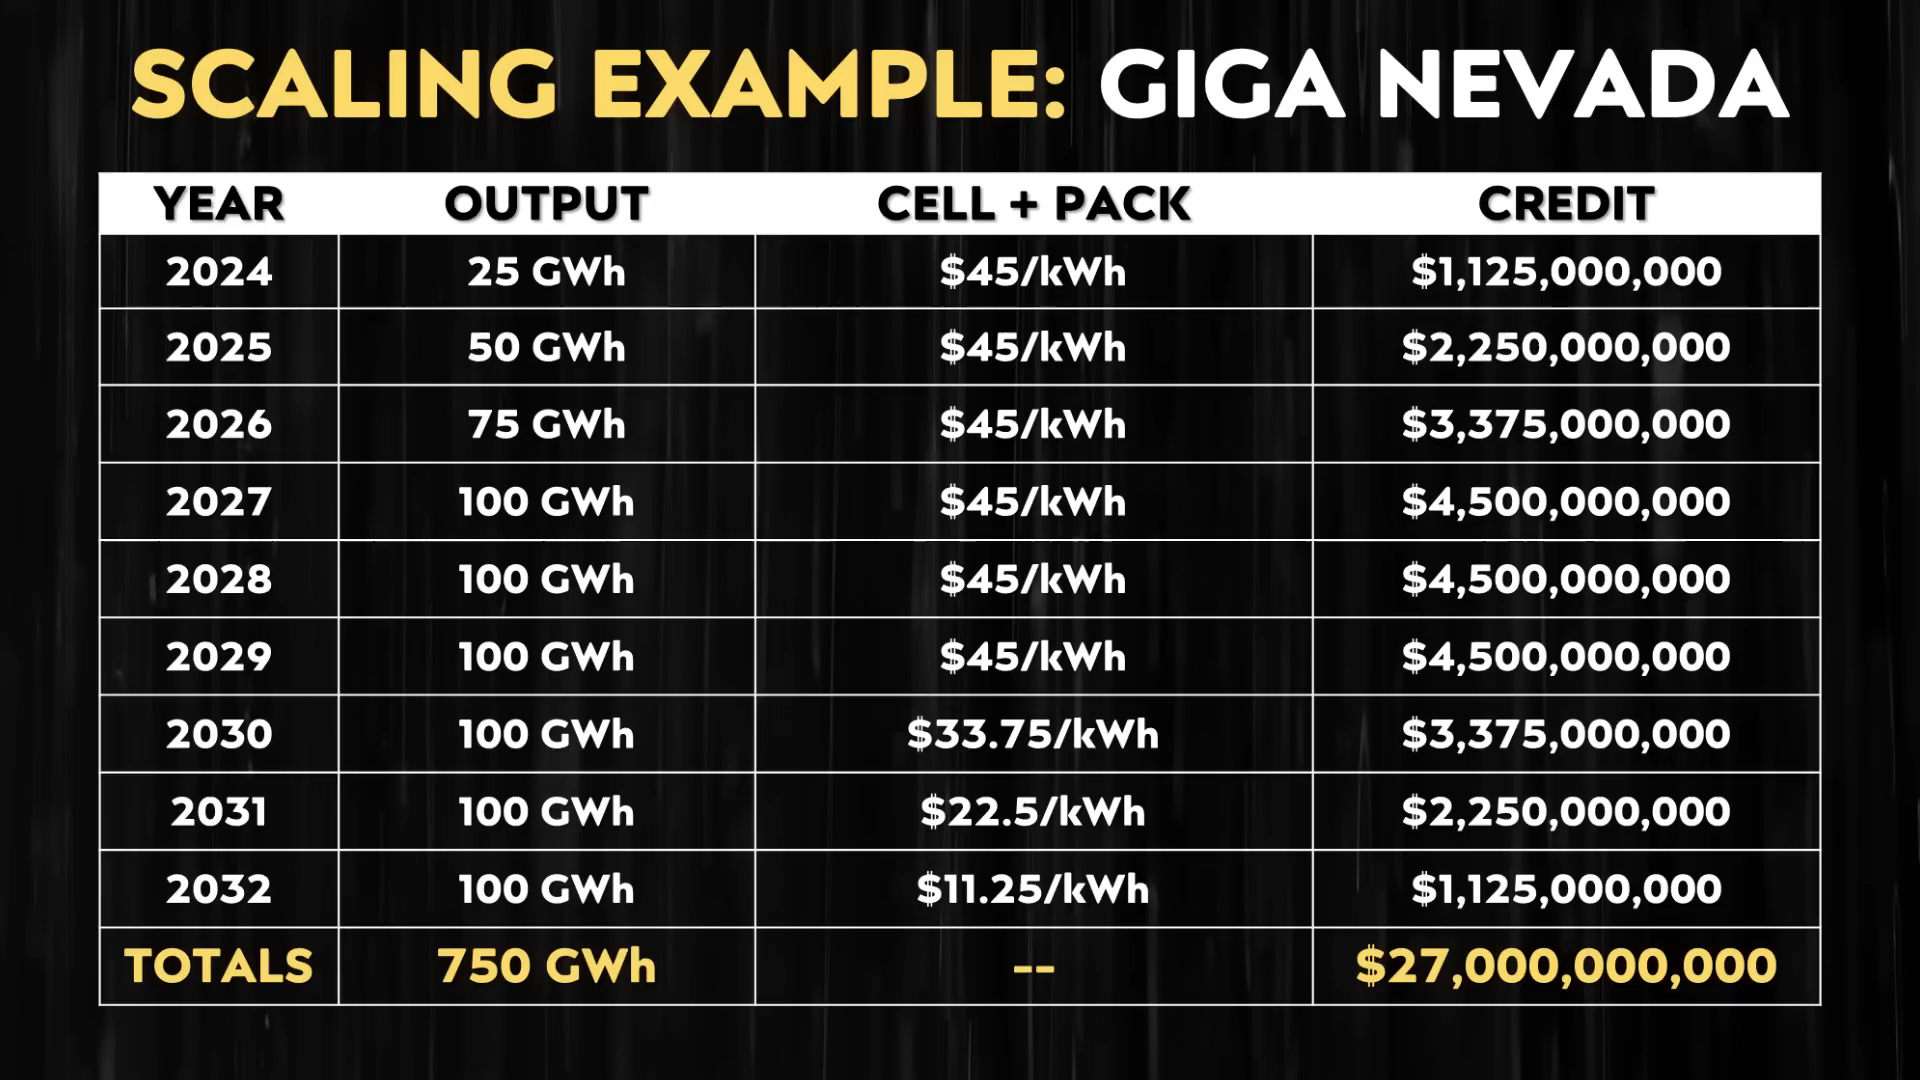 SCALING EXAMPLE: GIGA NEVADA
YEAR OUTPUT CELL + PACK CREDIT
2024 25 GWh $45/kWh $1,125,000,000
2025 50 GWh $45/kWh $2,250,000,000
2026 75 GWh $45/kWh $3,375,000,000
2027 100 GWh $45/kWh $4,500,000,000
2028 100 GWh $45/kWh $4,500,000,000
2029 100 GWh $45/kWh $4,500,000,000
2030 100 GWh $33.75/kWh $3,375,000,000
2031 100 GWh $22.5/kWh $2,250,000,000
2032 100 GWh $11.25/kWh $1,125,000,000
TOTALS 750 GWh -- $27,000,000,000